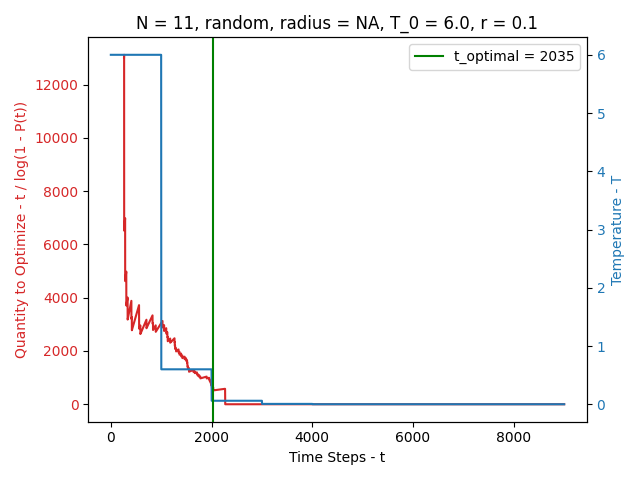 N = 11, random, radius = NA, T_0 = 6.0, r = 0.1
t_optimal = 2035
Quantity to Optimize - t / log(1 - P(t))
12000
10000
8000
6000
4000
2000
0
6
5
4
3
2
1
0
Temperature - T
0 2000 4000 6000 8000
Time Steps - t